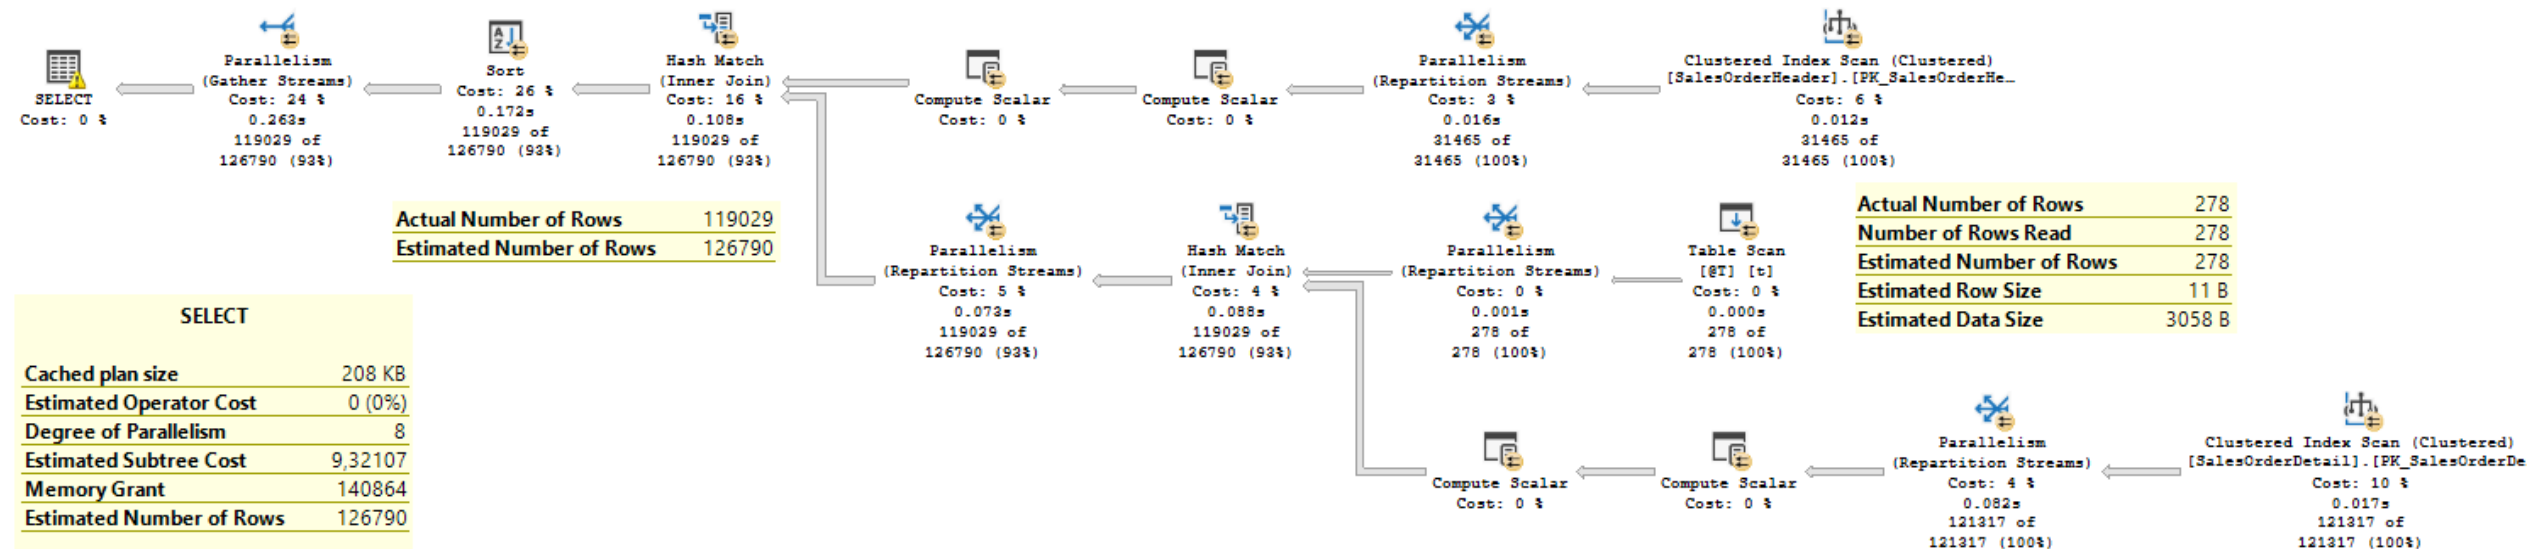 SELECT
Cost: 0 %
Parallelism
(Gather Streams)
Cost: 24 %
0.263s
119029 of
126790 (93%)
Sort
Cost: 26 %
0.172s
119029 of
126790 (93%)
Hash Match
(Inner Join)
Cost: 16 %
0.108s
119029 of
126790 (93%)
Compute Scalar
Cost: 0 %
Compute Scalar
Cost: 0 %
Parallelism
(Repartition Streams)
Cost: 3 %
0.016s
31465 of
31465 (100%)
Clustered Index Scan (Clustered)
[SalesOrderHeader].[PK_SalesOrderHe…
Cost: 6 %
0.012s
31465 of
31465 (100%)
Actual Number of Rows 119029
Estimated Number of Rows 126790
Parallelism
(Repartition Streams)
Cost: 5 %
0.073s
119029 of
126790 (93%)
Hash Match
(Inner Join)
Cost: 4 %
0.088s
119029 of
126790 (93%)
Parallelism
(Repartition Streams)
Cost: 0 %
0.001s
278 of
278 (100%)
Table Scan
[@T] [t]
Cost: 0 %
0.000s
278 of
278 (100%)
Actual Number of Rows 278
Number of Rows Read 278
Estimated Number of Rows 278
Estimated Row Size 11 B
Estimated Data Size 3058 B
SELECT
Cached plan size 208 KB
Estimated Operator Cost 0 (0%)
Degree of Parallelism 8
Estimated Subtree Cost 9,32107
Memory Grant 140864
Estimated Number of Rows 126790
Compute Scalar
Cost: 0 %
Compute Scalar
Cost: 0 %
Parallelism
(Repartition Streams)
Cost: 4 %
0.082s
121317 of
121317 (100%)
Clustered Index Scan (Clustered)
[SalesOrderDetail].[PK_SalesOrderDe
Cost: 10 %
0.017s
121317 of
121317 (100%)